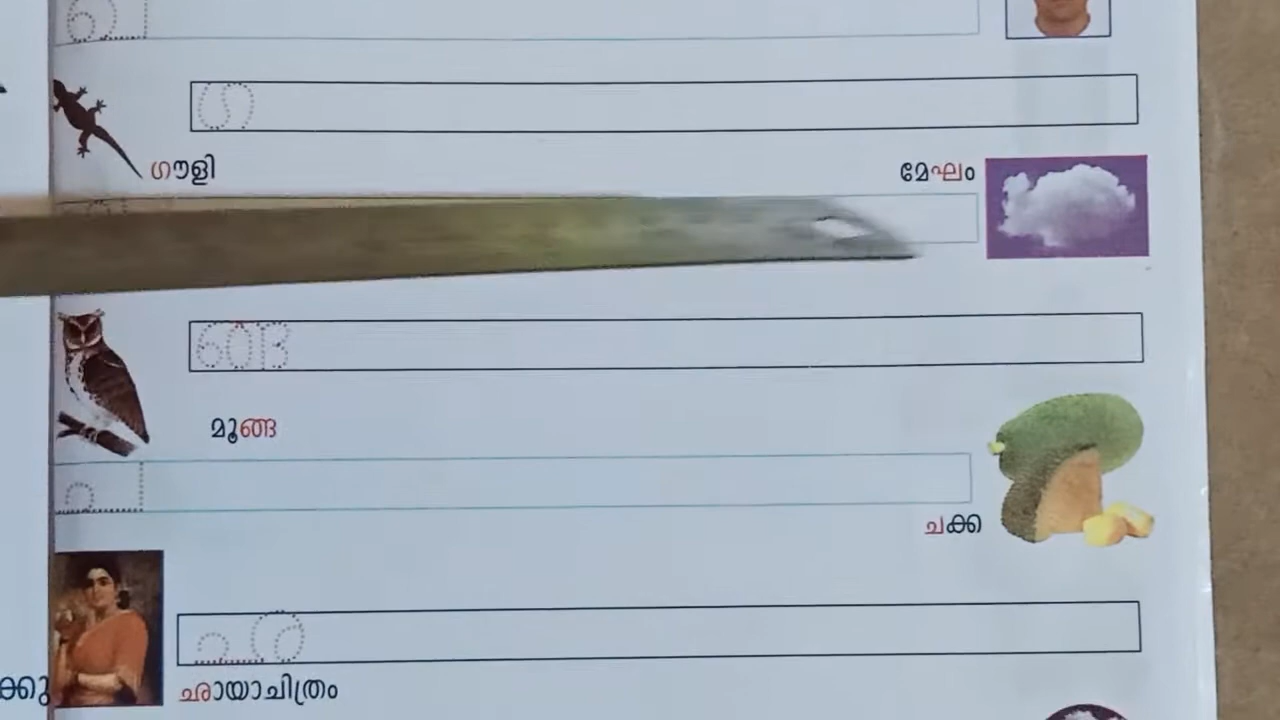 ഗ
ഗൗളി
മേഘം
ങ്ങ
മൂങ്ങ
ച
ചക്ക
ഛ
ക്കു
ഛായാചിത്രം